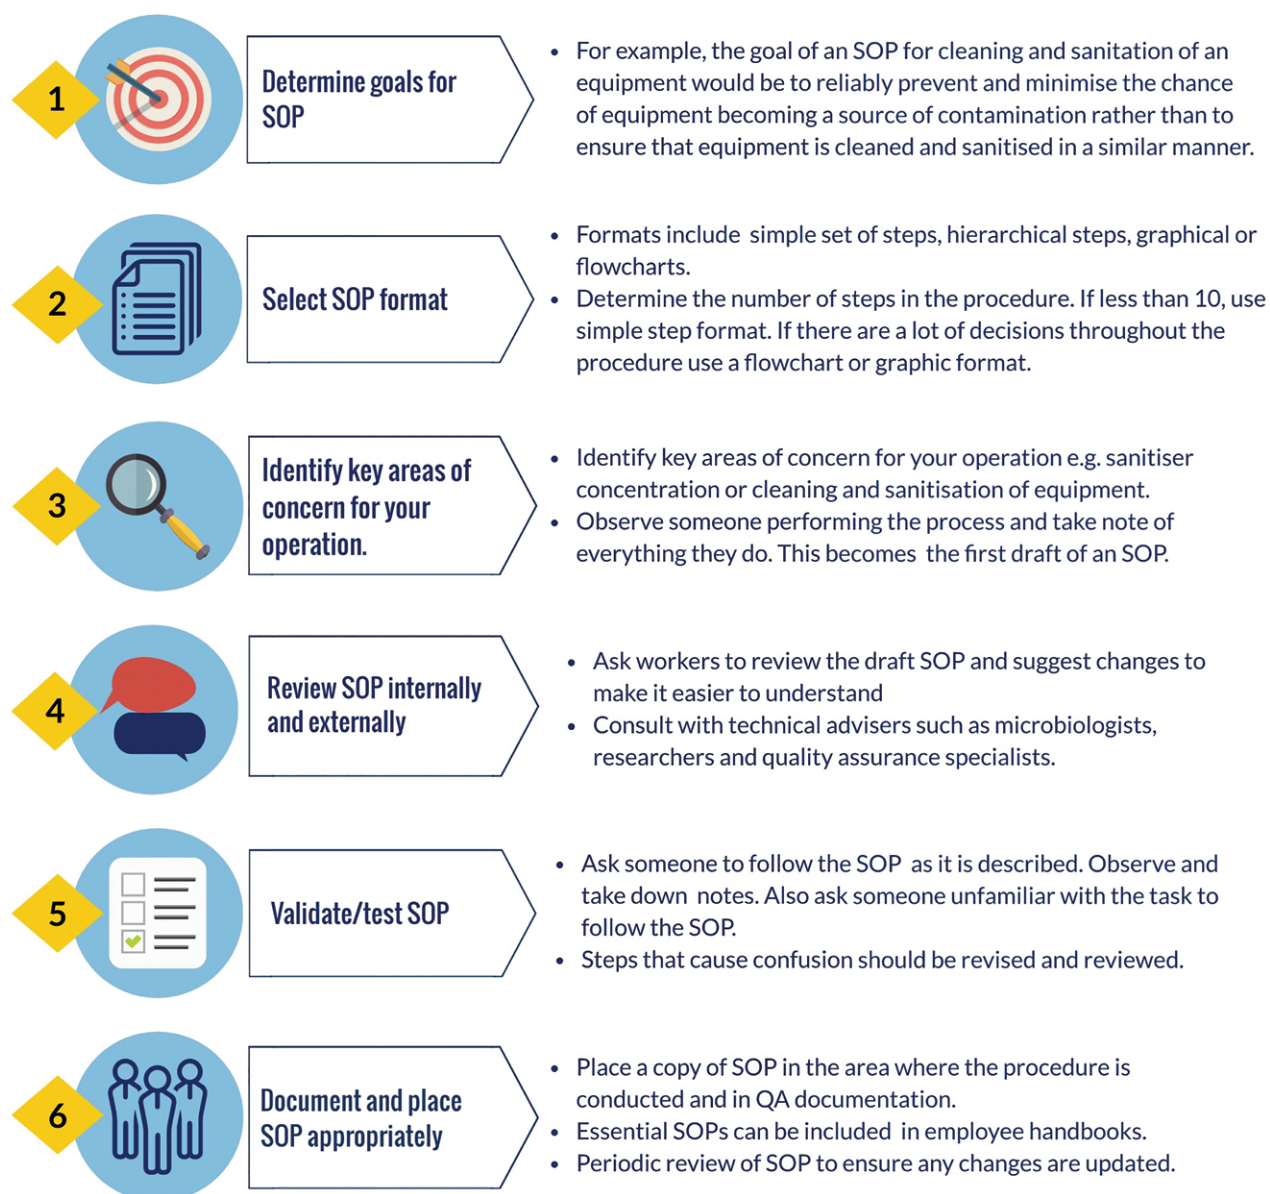 1
Determine goals for
SOP
• For example, the goal of an SOP for cleaning and sanitation of an
equipment would be to reliably prevent and minimise the chance
of equipment becoming a source of contamination rather than to
ensure that equipment is cleaned and sanitised in a similar manner.
2
Select SOP format
• Formats include simple set of steps, hierarchical steps, graphical or
flowcharts.
• Determine the number of steps in the procedure. If less than 10, use
simple step format. If there are a lot of decisions throughout the
procedure use a flowchart or graphic format.
3
Identify key areas of
concern for your
operation.
• Identify key areas of concern for your operation e.g. sanitiser
concentration or cleaning and sanitisation of equipment.
• Observe someone performing the process and take note of
everything they do. This becomes the first draft of an SOP.
4
Review SOP internally
and externally
• Ask workers to review the draft SOP and suggest changes to
make it easier to understand
• Consult with technical advisers such as microbiologists,
researchers and quality assurance specialists.
5
Validate/test SOP
• Ask someone to follow the SOP as it is described. Observe and
take down notes. Also ask someone unfamiliar with the task to
follow the SOP.
• Steps that cause confusion should be revised and reviewed.
6
Document and place
SOP appropriately
• Place a copy of SOP in the area where the procedure is
conducted and in QA documentation.
• Essential SOPs can be included in employee handbooks.
• Periodic review of SOP to ensure any changes are updated.